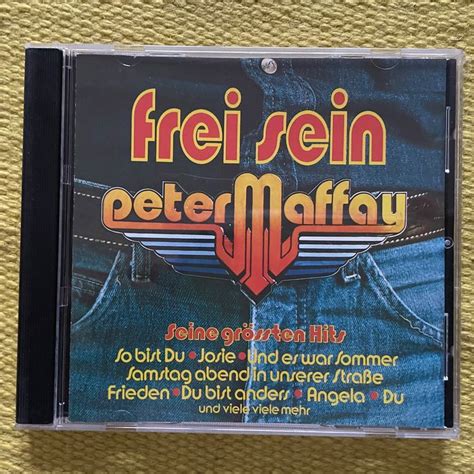 frei sein
peter Maffay
Seine grössten Hits
So bist Du • Josie • Und es war Sommer
Samstag abend in unserer Straße
Frieden • Du bist anders • Angela • Du
und viele viele mehr